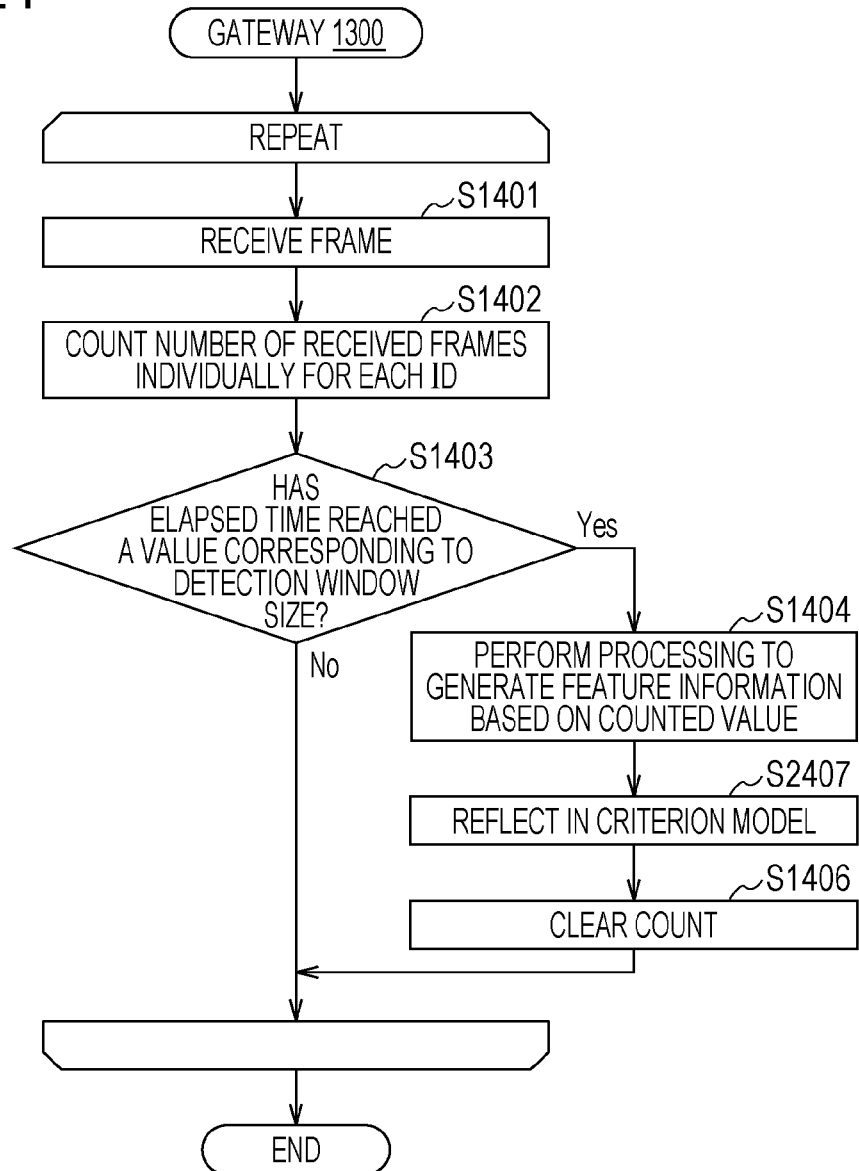 GATEWAY 1300
REPEAT
S1401
RECEIVE FRAME
S1402
COUNT NUMBER OF RECEIVED FRAMES
INDIVIDUALLY FOR EACH ID
S1403
HAS
ELAPSED TIME REACHED
A VALUE CORRESPONDING TO
DETECTION WINDOW
SIZE?
Yes
No
S1404
PERFORM PROCESSING TO
GENERATE FEATURE INFORMATION
BASED ON COUNTED VALUE
S2407
REFLECT IN CRITERION MODEL
S1406
CLEAR COUNT
END